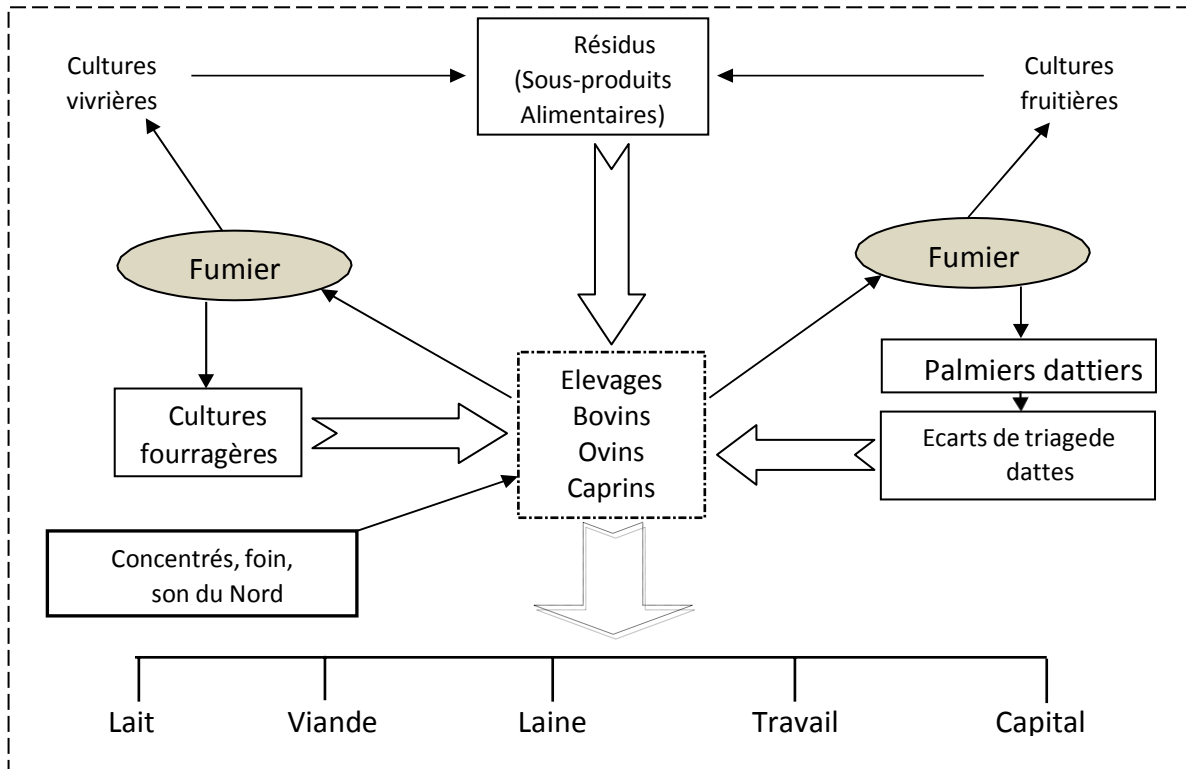 Résidus
(Sous-produits
Alimentaires)
Cultures
vivrières
Cultures
fruitières
Fumier
Fumier
Palmiers dattiers
Elevages
Bovins
Ovins
Caprins
Cultures
fourragères
Ecarts de triagede
dattes
Concentrés, foin,
son du Nord
Lait Viande Laine Travail Capital